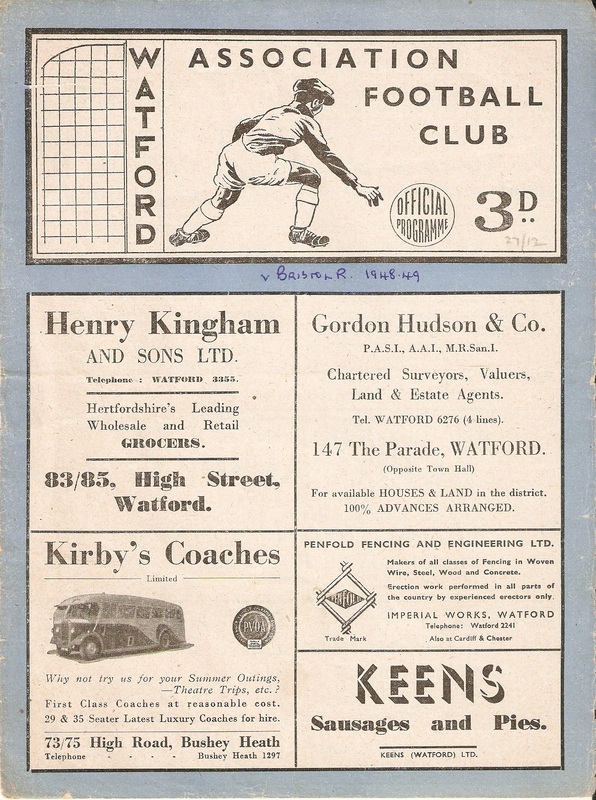 WATFORD
ASSOCIATION
FOOTBALL
CLUB
OFFICIAL
PROGRAMME
3D.
27/12
v BRISTOL R. 1948-49
Henry Kingham
AND SONS LTD.
Telephone : WATFORD 3355.
Hertfordshire's Leading
Wholesale and Retail
GROCERS.
83/85, High Street,
Watford.
Gordon Hudson & Co.
P.A.S.I., A.A.I., M.R.San.I.
Chartered Surveyors, Valuers,
Land & Estate Agents.
Tel. WATFORD 6276 (4 lines).
147 The Parade, WATFORD.
(Opposite Town Hall)
For available HOUSES & LAND in the district.
100% ADVANCES ARRANGED.
Kirby's Coaches
Limited
PVOA
Why not try us for your Summer Outings,
—Theatre Trips, etc.?
First Class Coaches at reasonable cost.
29 & 35 Seater Latest Luxury Coaches for hire.
73/75 High Road, Bushey Heath
Telephone - - - - Bushey Heath 1297
PENFOLD FENCING AND ENGINEERING LTD.
Makers of all classes of Fencing in Woven
Wire, Steel, Wood and Concrete.
Erection work performed in all parts of
the country by experienced erectors only.
PENFOLD
Trade Mark
IMPERIAL WORKS, WATFORD
Telephone: Watford 2241
Also at Cardiff & Chester
KEENS
Sausages and Pies.
KEENS (WATFORD) LTD.